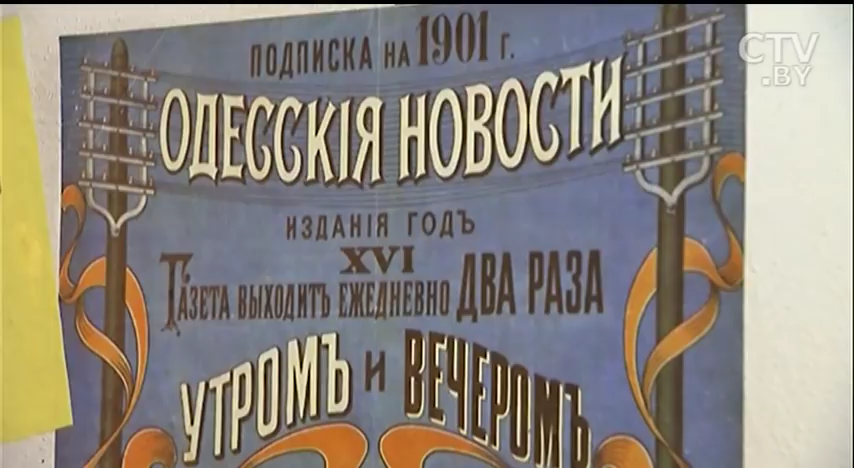 CTV
.BY
ПОДПИСКА НА 1901 Г.
ОДЕССКІЯ НОВОСТИ
ИЗДАНІЯ ГОДЪ
XVI
ГАЗЕТА ВЫХОДИТЪ ЕЖЕДНЕВНО ДВА РАЗА
УТРОМЪ И ВЕЧЕРОМЪ